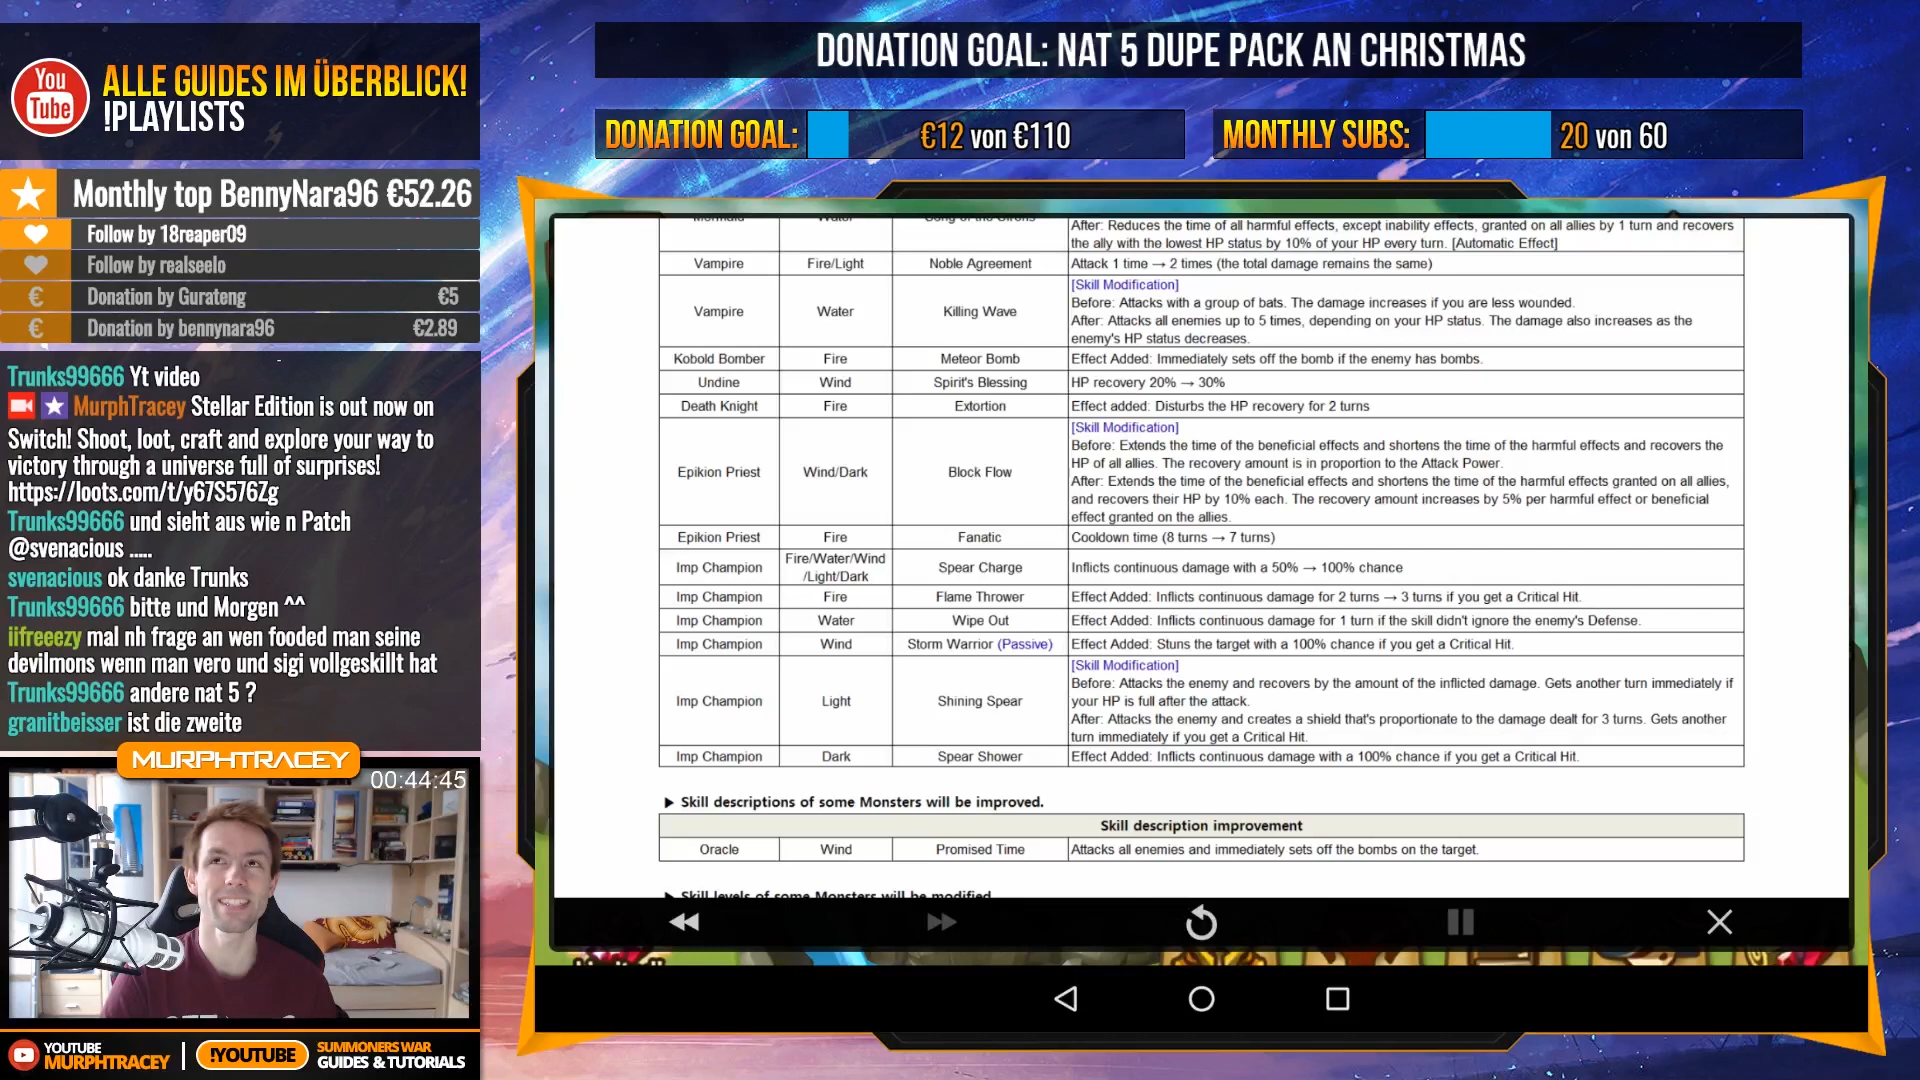 You
Tube
ALLE GUIDES IM ÜBERBLICK!
!PLAYLISTS
Monthly top BennyNara96 €52.26
Follow by 18reaper09
Follow by realseelo
€ Donation by Gurateng €5
€ Donation by bennynara96 €2.89
Trunks99666 Yt video
MurphTracey Stellar Edition is out now on
Switch! Shoot, loot, craft and explore your way to
victory through a universe full of surprises!
https://loots.com/t/y67S576Zg
Trunks99666 und sieht aus wie n Patch
@svenacious .....
svenacious ok danke Trunks
Trunks99666 bitte und Morgen ^^
iifreeezy mal nh frage an wen fooded man seine
devilmons wenn man vero und sigi vollgeskillt hat
Trunks99666 andere nat 5 ?
granitbeisser ist die zweite
MURPHTRACEY
00:44:45
YOUTUBE
MURPHTRACEY
!YOUTUBE
SUMMONERS WAR
GUIDES & TUTORIALS
DONATION GOAL: NAT 5 DUPE PACK AN CHRISTMAS
DONATION GOAL: €12 von €110
MONTHLY SUBS: 20 von 60
Mermaid Water Song of the Sirens
After: Reduces the time of all harmful effects, except inability effects, granted on all allies by 1 turn and recovers
the ally with the lowest HP status by 10% of your HP every turn. [Automatic Effect]
Vampire Fire/Light Noble Agreement Attack 1 time → 2 times (the total damage remains the same)
Vampire Water Killing Wave
[Skill Modification]
Before: Attacks with a group of bats. The damage increases if you are less wounded.
After: Attacks all enemies up to 5 times, depending on your HP status. The damage also increases as the
enemy's HP status decreases.
Kobold Bomber Fire Meteor Bomb Effect Added: Immediately sets off the bomb if the enemy has bombs.
Undine Wind Spirit's Blessing HP recovery 20% → 30%
Death Knight Fire Extortion Effect added: Disturbs the HP recovery for 2 turns
Epikion Priest Wind/Dark Block Flow
[Skill Modification]
Before: Extends the time of the beneficial effects and shortens the time of the harmful effects and recovers the
HP of all allies. The recovery amount is in proportion to the Attack Power.
After: Extends the time of the beneficial effects and shortens the time of the harmful effects granted on all allies,
and recovers their HP by 10% each. The recovery amount increases by 5% per harmful effect or beneficial
effect granted on the allies.
Epikion Priest Fire Fanatic Cooldown time (8 turns → 7 turns)
Imp Champion Fire/Water/Wind
/Light/Dark Spear Charge Inflicts continuous damage with a 50% → 100% chance
Imp Champion Fire Flame Thrower Effect Added: Inflicts continuous damage for 2 turns → 3 turns if you get a Critical Hit.
Imp Champion Water Wipe Out Effect Added: Inflicts continuous damage for 1 turn if the skill didn't ignore the enemy's Defense.
Imp Champion Wind Storm Warrior (Passive) Effect Added: Stuns the target with a 100% chance if you get a Critical Hit.
Imp Champion Light Shining Spear
[Skill Modification]
Before: Attacks the enemy and recovers by the amount of the inflicted damage. Gets another turn immediately if
your HP is full after the attack.
After: Attacks the enemy and creates a shield that's proportionate to the damage dealt for 3 turns. Gets another
turn immediately if you get a Critical Hit.
Imp Champion Dark Spear Shower Effect Added: Inflicts continuous damage with a 100% chance if you get a Critical Hit.
▶ Skill descriptions of some Monsters will be improved.
Skill description improvement
Oracle Wind Promised Time Attacks all enemies and immediately sets off the bombs on the target.
▶ Skill levels of some Monsters will be modified